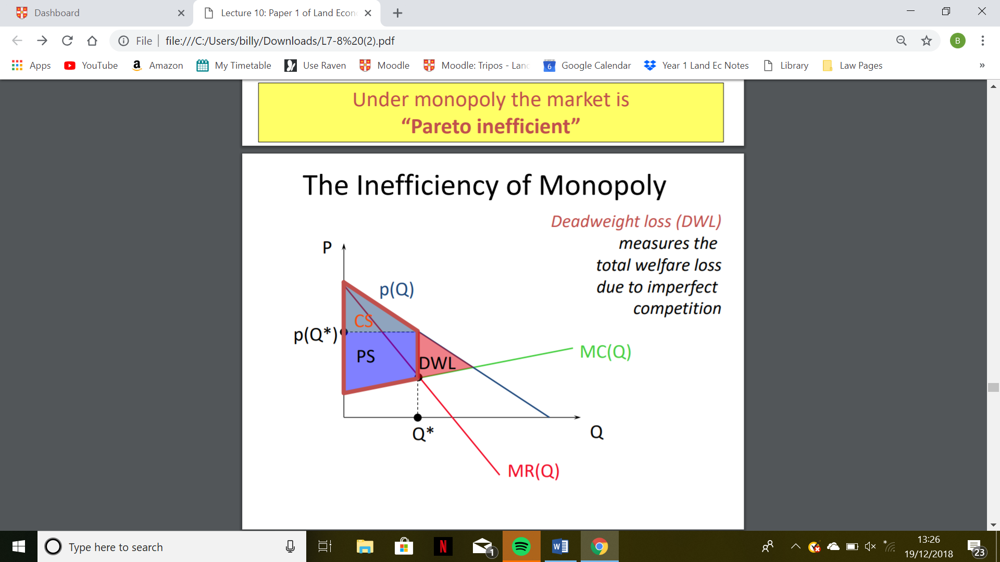 Dashboard
Lecture 10: Paper 1 of Land Econ
File
file:///C:/Users/billy/Downloads/L7-8%20(2).pdf
B
Apps
YouTube
Amazon
My Timetable
Use Raven
Moodle
Moodle: Tripos - Lanc
6
Google Calendar
Year 1 Land Ec Notes
Library
Law Pages
»
Under monopoly the market is
“Pareto inefficient”
The Inefficiency of Monopoly
Deadweight loss (DWL)
measures the
total welfare loss
due to imperfect
competition
P
p(Q)
CS
p(Q*)
PS
DWL
MC(Q)
Q*
Q
MR(Q)
Type here to search
1
13:26
19/12/2018
23